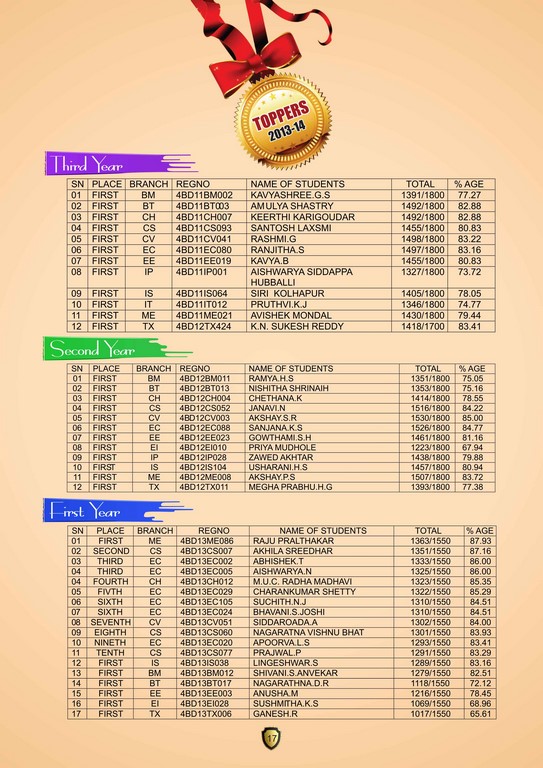 TOPPERS
2013-14
Third Year
SN PLACE BRANCH REGNO NAME OF STUDENTS TOTAL % AGE
01 FIRST BM 4BD11BM002 KAVYASHREE.G.S 1391/1800 77.27
02 FIRST BT 4BD11BT003 AMULYA SHASTRY 1492/1800 82.88
03 FIRST CH 4BD11CH007 KEERTHI KARIGOUDAR 1492/1800 82.88
04 FIRST CS 4BD11CS093 SANTOSH LAXSMI 1455/1800 80.83
05 FIRST CV 4BD11CV041 RASHMI.G 1498/1800 83.22
06 FIRST EC 4BD11EC080 RANJITHA.S 1497/1800 83.16
07 FIRST EE 4BD11EE019 KAVYA.B 1455/1800 80.83
08 FIRST IP 4BD11IP001 AISHWARYA SIDDAPPA 1327/1800 73.72
HUBBALLI
09 FIRST IS 4BD11IS064 SIRI KOLHAPUR 1405/1800 78.05
10 FIRST IT 4BD11IT012 PRUTHVI.K.J 1346/1800 74.77
11 FIRST ME 4BD11ME021 AVISHEK MONDAL 1430/1800 79.44
12 FIRST TX 4BD12TX424 K.N. SUKESH REDDY 1418/1700 83.41
Second Year
SN PLACE BRANCH REGNO NAME OF STUDENTS TOTAL % AGE
01 FIRST BM 4BD12BM011 RAMYA.H.S 1351/1800 75.05
02 FIRST BT 4BD12BT013 NISHITHA SHRINAIH 1353/1800 75.16
03 FIRST CH 4BD12CH004 CHETHANA.K 1414/1800 78.55
04 FIRST CS 4BD12CS052 JANAVI.N 1516/1800 84.22
05 FIRST CV 4BD12CV003 AKSHAY.S.R 1530/1800 85.00
06 FIRST EC 4BD12EC088 SANJANA.K.S 1526/1800 84.77
07 FIRST EE 4BD12EE023 GOWTHAMI.S.H 1461/1800 81.16
08 FIRST EI 4BD12EI010 PRIYA MUDHOLE 1223/1800 67.94
09 FIRST IP 4BD12IP028 ZAWED AKHTAR 1438/1800 79.88
10 FIRST IS 4BD12IS104 USHARANI.H.S 1457/1800 80.94
11 FIRST ME 4BD12ME008 AKSHAY.P.S 1507/1800 83.72
12 FIRST TX 4BD12TX011 MEGHA PRABHU.H.G 1393/1800 77.38
First Year
SN PLACE BRANCH REGNO NAME OF STUDENTS TOTAL % AGE
01 FIRST ME 4BD13ME086 RAJU PRALTHAKAR 1363/1550 87.93
02 SECOND CS 4BD13CS007 AKHILA SREEDHAR 1351/1550 87.16
03 THIRD EC 4BD13EC002 ABHISHEK.T 1333/1550 86.00
04 THIRD EC 4BD13EC005 AISHWARYA.N 1325/1550 86.00
04 FOURTH CH 4BD13CH012 M.U.C. RADHA MADHAVI 1323/1550 85.35
05 FIVTH EC 4BD13EC029 CHARANKUMAR SHETTY 1322/1550 85.29
06 SIXTH EC 4BD13EC105 SUCHITH.N.J 1310/1550 84.51
07 SIXTH EC 4BD13EC024 BHAVANI.S.JOSHI 1310/1550 84.51
08 SEVENTH CV 4BD13CV051 SIDDAROADA.A 1302/1550 84.00
09 EIGHTH CS 4BD13CS060 NAGARATNA VISHNU BHAT 1301/1550 83.93
10 NINETH EC 4BD13EC020 APOORVA.L.S 1293/1550 83.41
11 TENTH CS 4BD13CS077 PRAJWAL.P 1291/1550 83.29
12 FIRST IS 4BD13IS038 LINGESHWAR.S 1289/1550 83.16
13 FIRST BM 4BD13BM012 SHIVANI.S.ANVEKAR 1279/1550 82.51
14 FIRST BT 4BD13BT017 NAGARATHNA.D.R 1118/1550 72.12
15 FIRST EE 4BD13EE003 ANUSHA.M 1216/1550 78.45
16 FIRST EI 4BD13EI028 SUSHMITHA.K.S 1069/1550 68.96
17 FIRST TX 4BD13TX006 GANESH.R 1017/1550 65.61
17